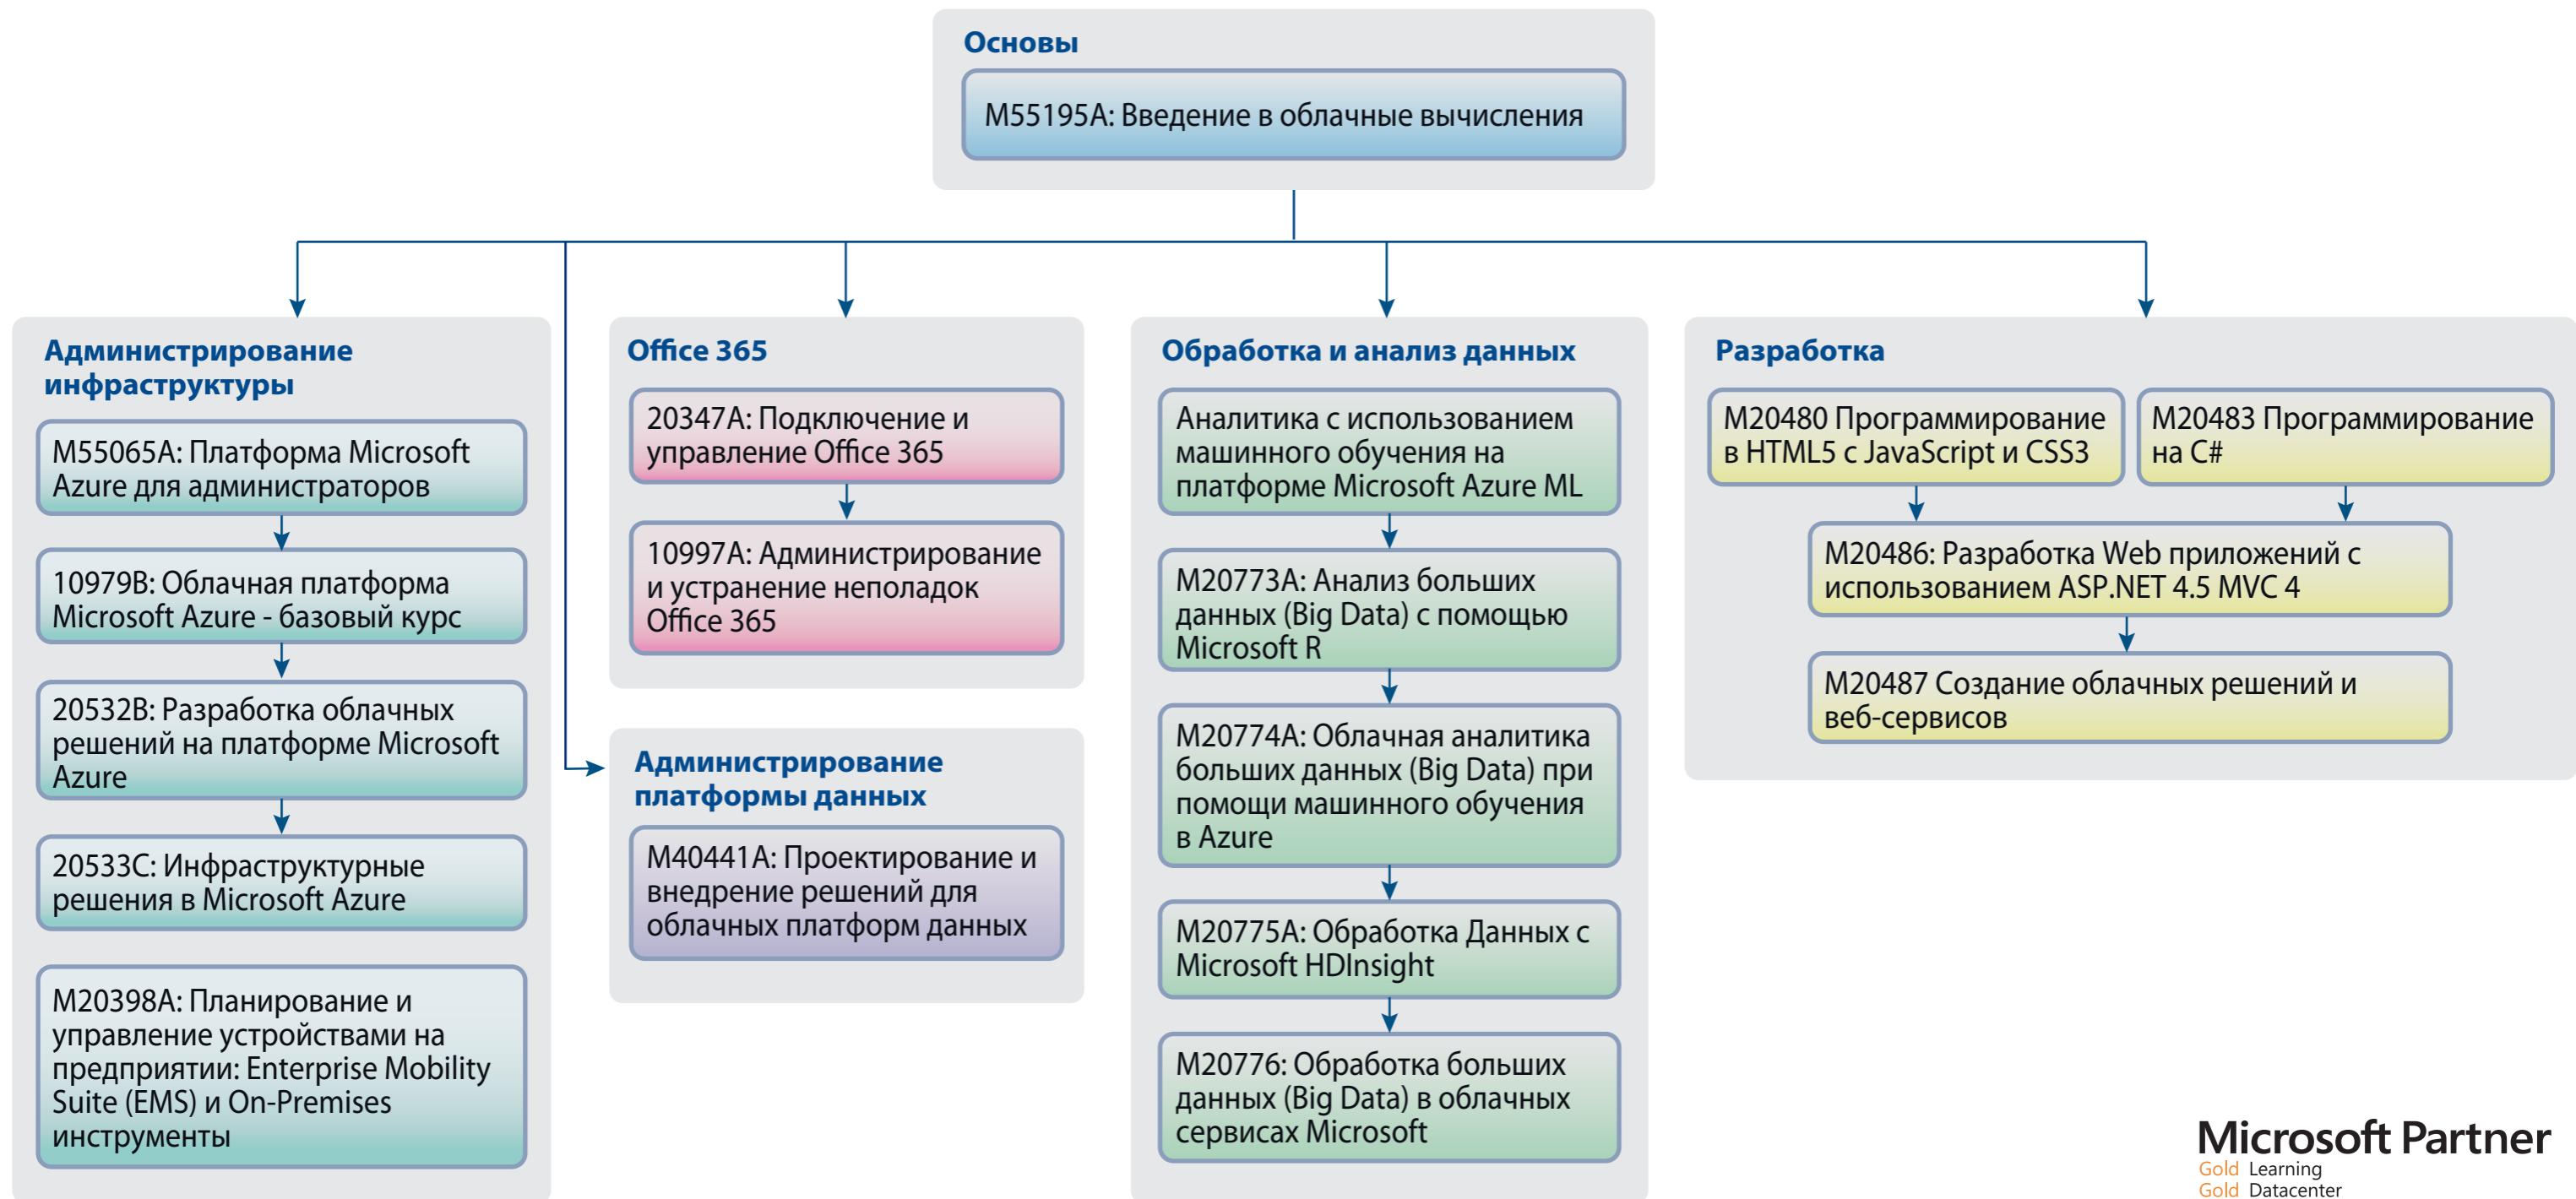 Основы
M55195A: Введение в облачные вычисления
Администрирование
инфраструктуры
M55065A: Платформа Microsoft
Azure для администраторов
10979B: Облачная платформа
Microsoft Azure - базовый курс
20532B: Разработка облачных
решений на платформе Microsoft
Azure
20533C: Инфраструктурные
решения в Microsoft Azure
M20398A: Планирование и
управление устройствами на
предприятии: Enterprise Mobility
Suite (EMS) и On-Premises
инструменты
Office 365
20347A: Подключение и
управление Office 365
10997A: Администрирование
и устранение неполадок
Office 365
Администрирование
платформы данных
M40441A: Проектирование и
внедрение решений для
облачных платформ данных
Обработка и анализ данных
Аналитика с использованием
машинного обучения на
платформе Microsoft Azure ML
M20773A: Анализ больших
данных (Big Data) с помощью
Microsoft R
M20774A: Облачная аналитика
больших данных (Big Data) при
помощи машинного обучения
в Azure
M20775A: Обработка Данных с
Microsoft HDInsight
M20776: Обработка больших
данных (Big Data) в облачных
сервисах Microsoft
Разработка
M20480 Программирование
в HTML5 с JavaScript и CSS3
M20483 Программирование
на C#
M20486: Разработка Web приложений с
использованием ASP.NET 4.5 MVC 4
M20487 Создание облачных решений и
веб-сервисов
Microsoft Partner
Gold Learning
Gold Datacenter